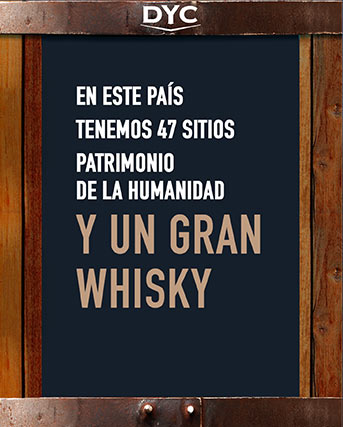 DYC
EN ESTE PAÍS
TENEMOS 47 SITIOS
PATRIMONIO
DE LA HUMANIDAD
Y UN GRAN
WHISKY